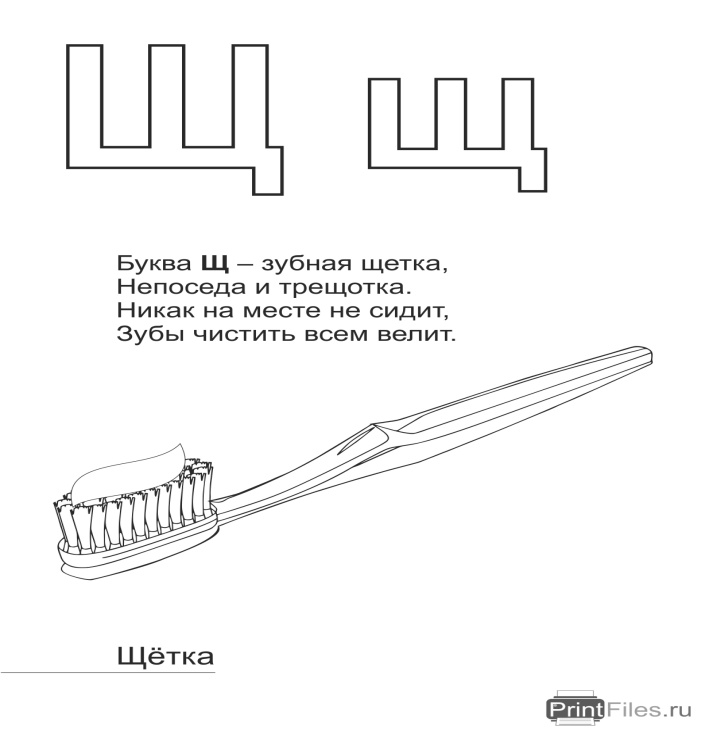 Щ щ
Буква Щ – зубная щетка,
Непоседа и трещотка.
Никак на месте не сидит,
Зубы чистить всем велит.
Щётка
PrintFiles.ru